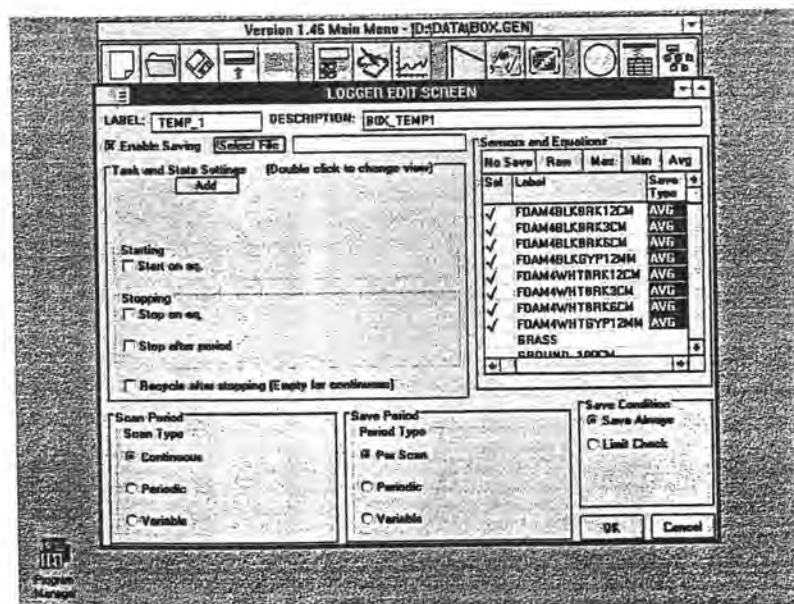 Version 1.45 Main Menu - [D:\DATA\BOX.GEN]
LOGGER EDIT SCREEN
LABEL: TEMP_1 DESCRIPTION: BOX_TEMP1
Enable Saving !Select File
Task and State Settings (Double click to change view)
Add
Starting
Start on eq.
Stopping
Stop on eq.
Stop after period
Recycle after stopping (Empty for continuous)
Sensors and Equations
No Save Raw Max Min Avg
Sel Label Save Type
FOAM4BLKBRK12CM AVG
FOAM4BLKBRK3CM AVG
FOAM4BLKBRK6CM AVG
FOAM4BLKGYP12MM AVG
FOAM4WHTBRK12CM AVG
FOAM4WHTBRK3CM AVG
FOAM4WHTBRK6CM AVG
FOAM4WHTGYP12MM AVG
GRASS
GROUND_100CM
Scan Period
Scan Type
Continuous
Periodic
Variable
Save Period
Period Type
Per Scan
Periodic
Variable
Save Condition
Save Always
Limit Check
OK Cancel
Program
Manager